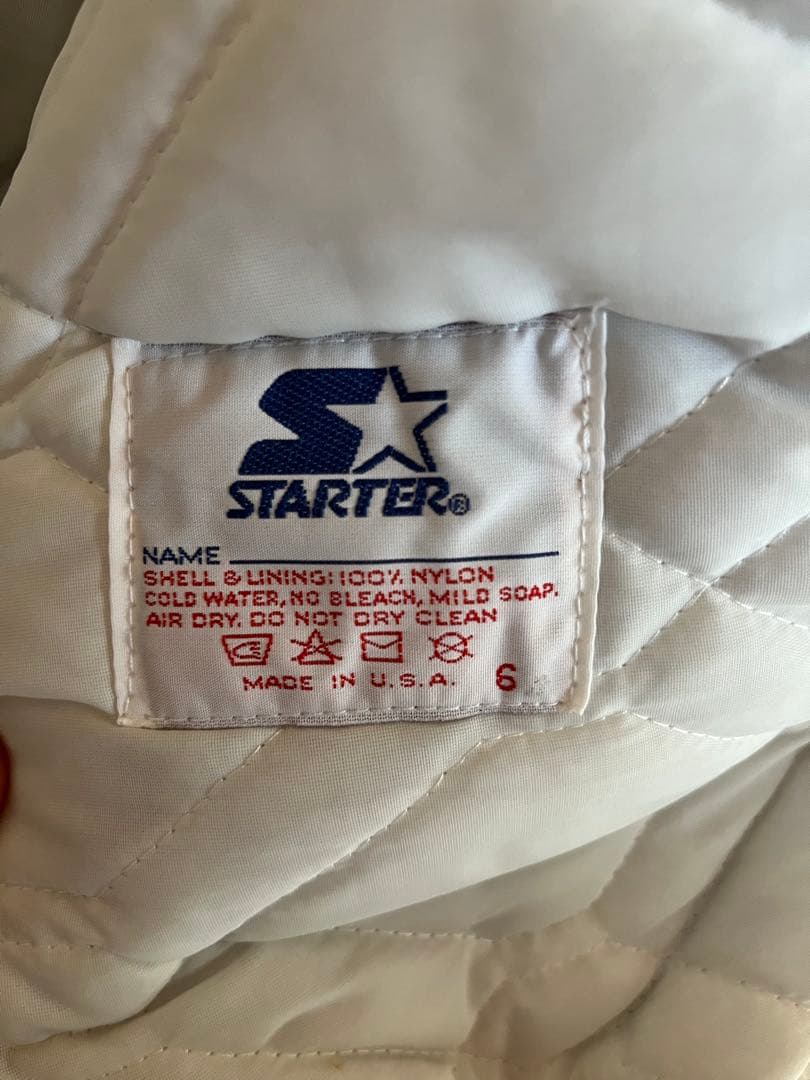 STARTER®
NAME
SHELL & LINING: 100% NYLON
COLD WATER, NO BLEACH, MILD SOAP.
AIR DRY. DO NOT DRY CLEAN
MADE IN U.S.A. 6